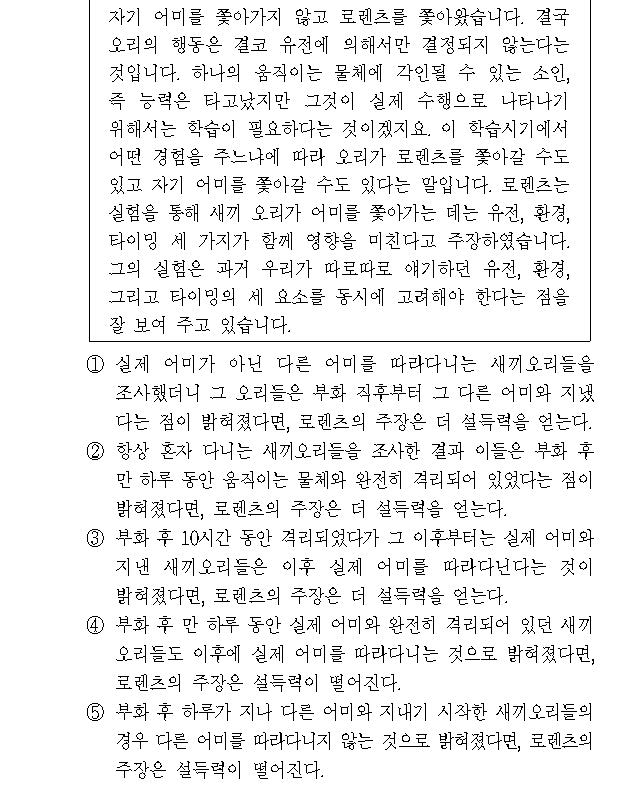 자기 어미를 쫓아가지 않고 로렌츠를 쫓아왔습니다. 결국
오리의 행동은 결코 유전에 의해서만 결정되지 않는다는
것입니다. 하나의 움직이는 물체에 각인될 수 있는 소인,
즉 능력은 타고났지만 그것이 실제 수행으로 나타나기
위해서는 학습이 필요하다는 것이겠지요. 이 학습시기에서
어떤 경험을 주느냐에 따라 오리가 로렌츠를 쫓아갈 수도
있고 자기 어미를 쫓아갈 수도 있다는 말입니다. 로렌츠는
실험을 통해 새끼 오리가 어미를 쫓아가는 데는 유전, 환경,
타이밍 세 가지가 함께 영향을 미친다고 주장하였습니다.
그의 실험은 과거 우리가 따로따로 얘기하던 유전, 환경,
그리고 타이밍의 세 요소를 동시에 고려해야 한다는 점을
잘 보여 주고 있습니다.
① 실제 어미가 아닌 다른 어미를 따라다니는 새끼오리들을
조사했더니 그 오리들은 부화 직후부터 그 다른 어미와 지냈
다는 점이 밝혀졌다면, 로렌츠의 주장은 더 설득력을 얻는다.
② 항상 혼자 다니는 새끼오리들을 조사한 결과 이들은 부화 후
만 하루 동안 움직이는 물체와 완전히 격리되어 있었다는 점이
밝혀졌다면, 로렌츠의 주장은 더 설득력을 얻는다.
③ 부화 후 10시간 동안 격리되었다가 그 이후부터는 실제 어미와
지낸 새끼오리들은 이후 실제 어미를 따라다닌다는 것이
밝혀졌다면, 로렌츠의 주장은 더 설득력을 얻는다.
④ 부화 후 만 하루 동안 실제 어미와 완전히 격리되어 있던 새끼
오리들도 이후에 실제 어미를 따라다니는 것으로 밝혀졌다면,
로렌츠의 주장은 설득력이 떨어진다.
⑤ 부화 후 하루가 지나 다른 어미와 지내기 시작한 새끼오리들의
경우 다른 어미를 따라다니지 않는 것으로 밝혀졌다면, 로렌츠의
주장은 설득력이 떨어진다.